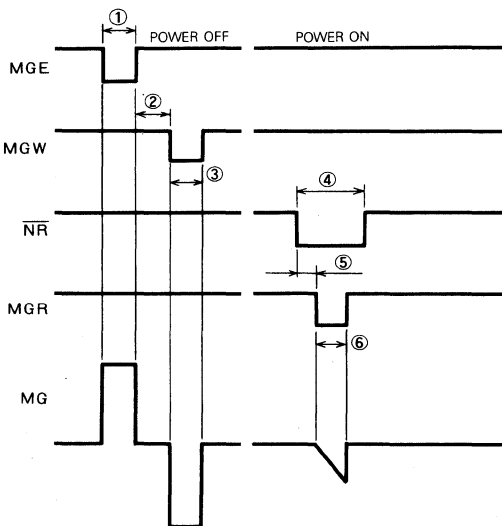 ① POWER OFF POWER ON
MGE
②
MGW
③
④
NR
⑤
MGR
⑥
MG